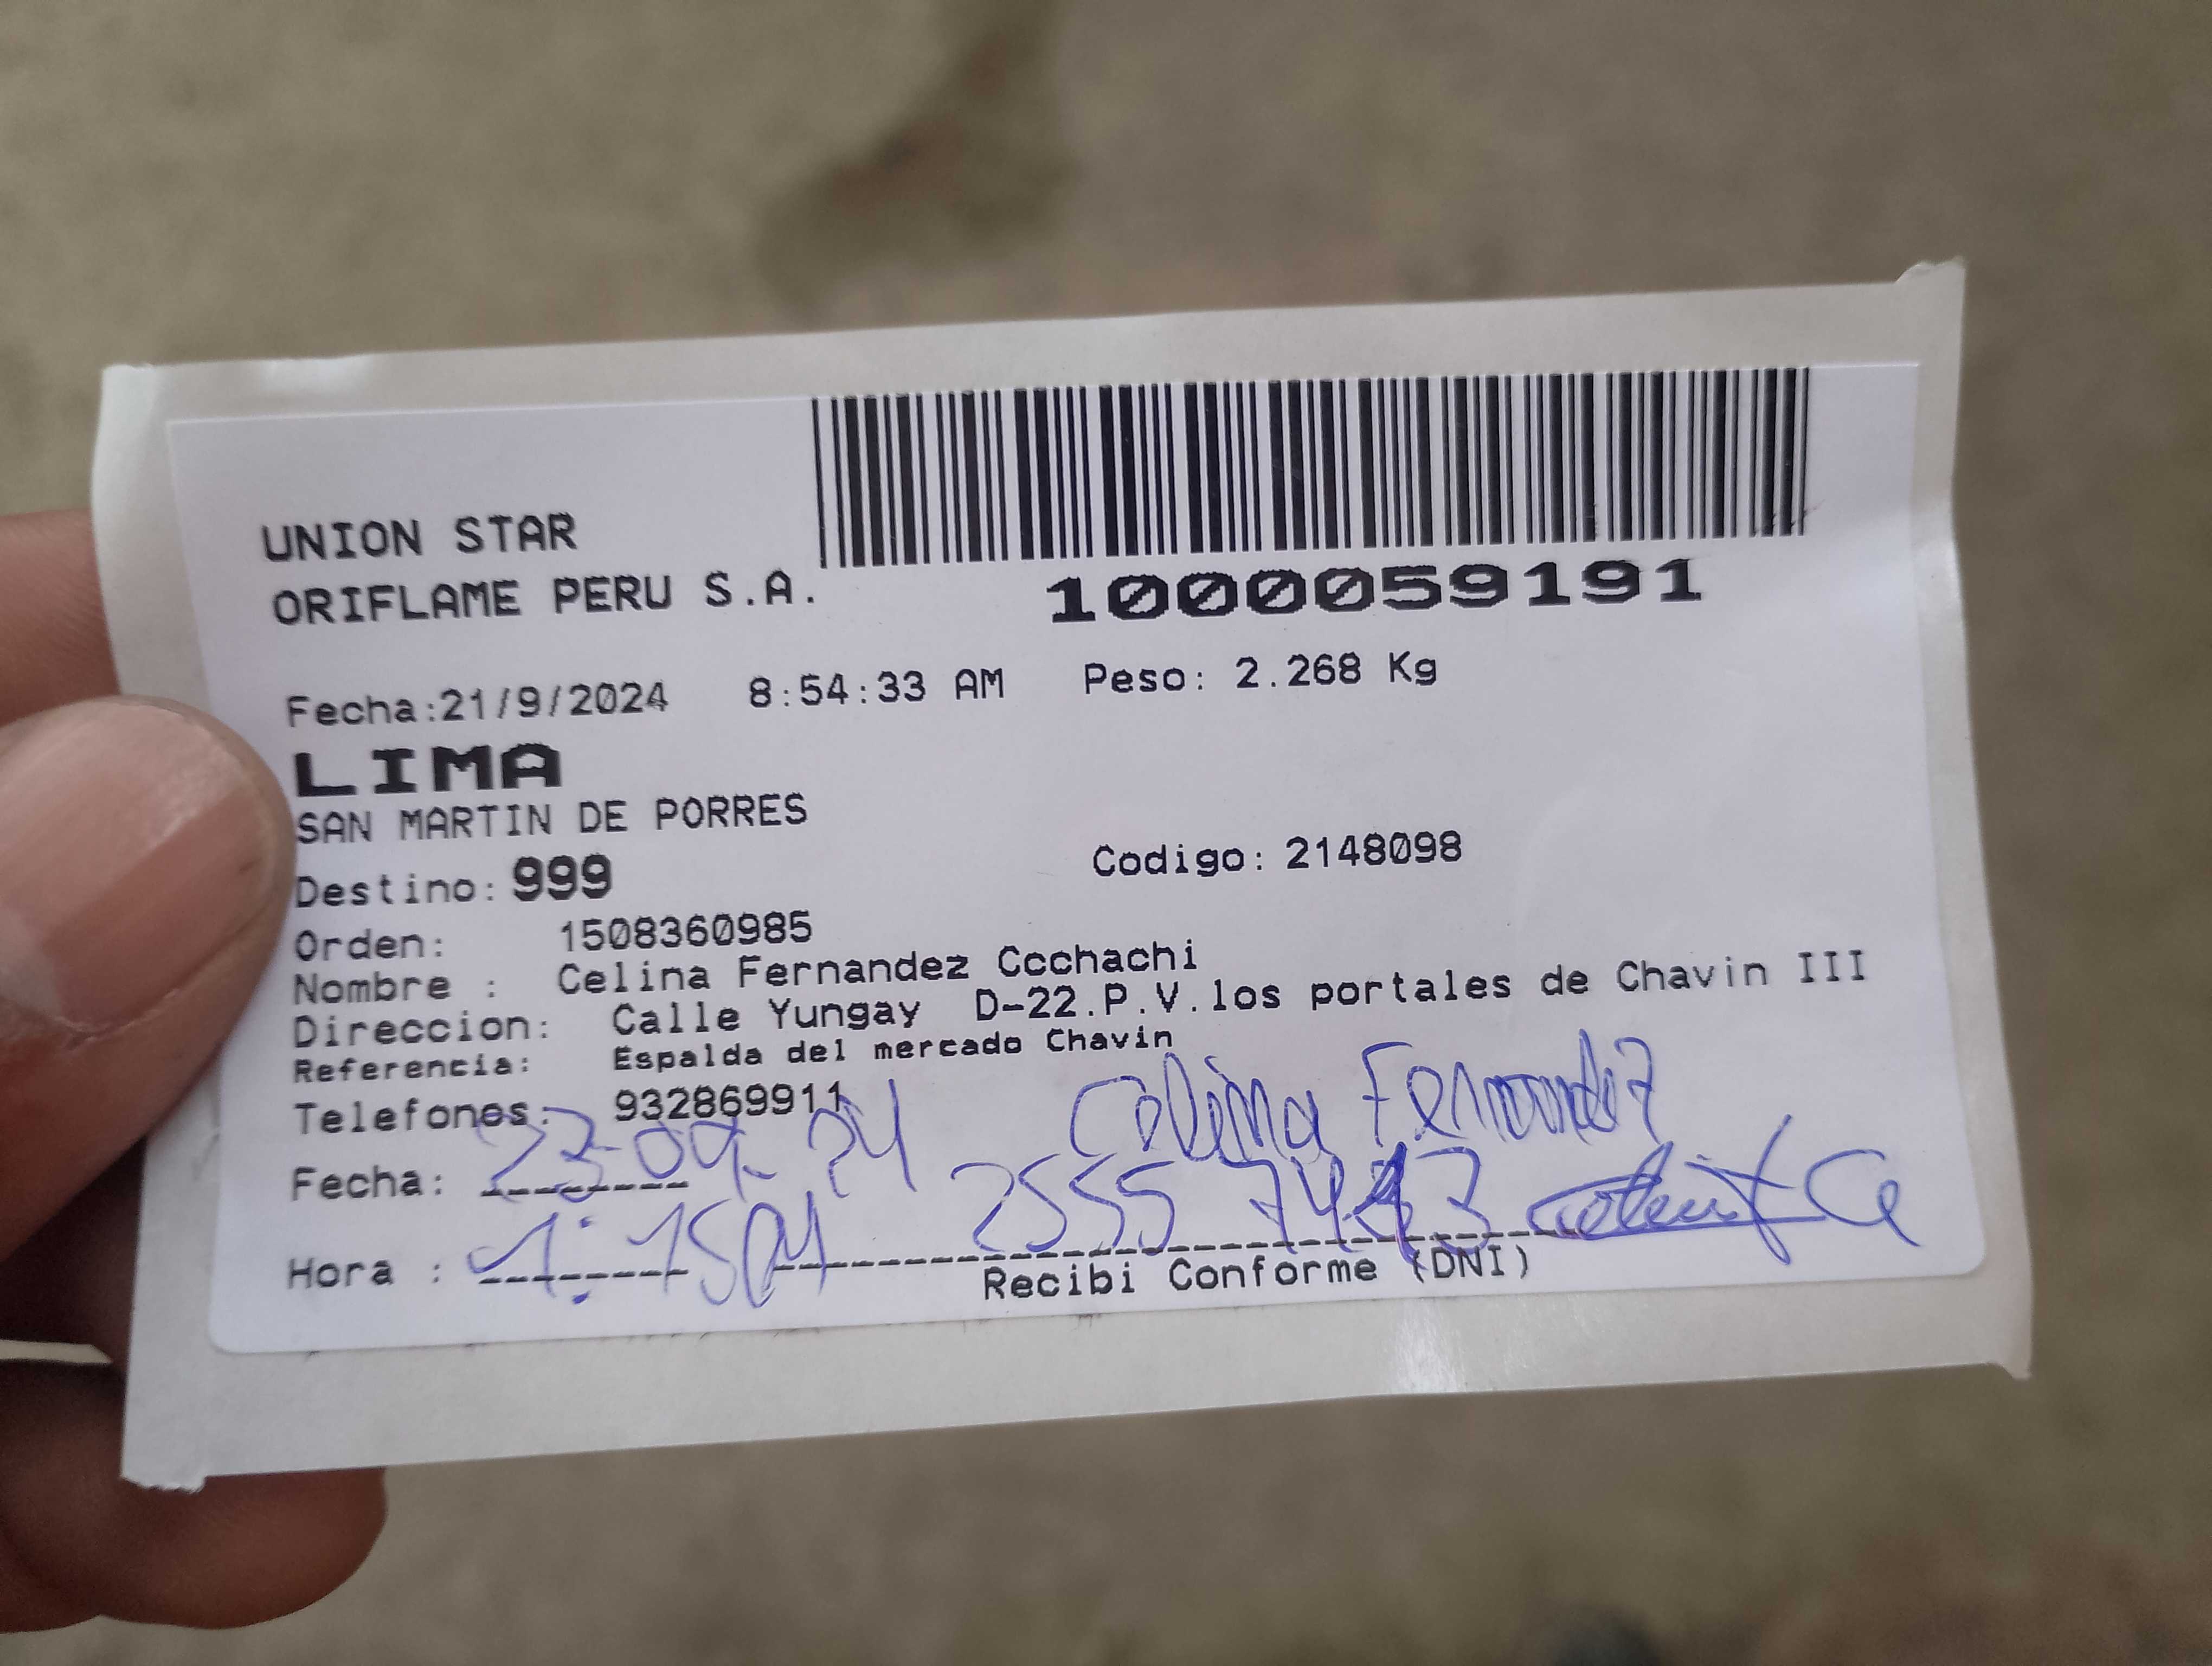 UNION STAR
ORIFLAME PERU S.A.
1000059191
Fecha:21/9/2024 8:54:33 AM Peso: 2.268 Kg
LIMA
SAN MARTIN DE PORRES
Destino: 999 Codigo: 2148098
Orden: 1508360985
Nombre : Celina Fernandez Ccchachi
Direccion: Calle Yungay D-22.P.V.los portales de Chavin III
Referencia: Espalda del mercado Chavin
Telefones: 932869911
Celina Fernandez
Fecha: 23-09-24
Hora : 1:15
Recibi Conforme (DNI)